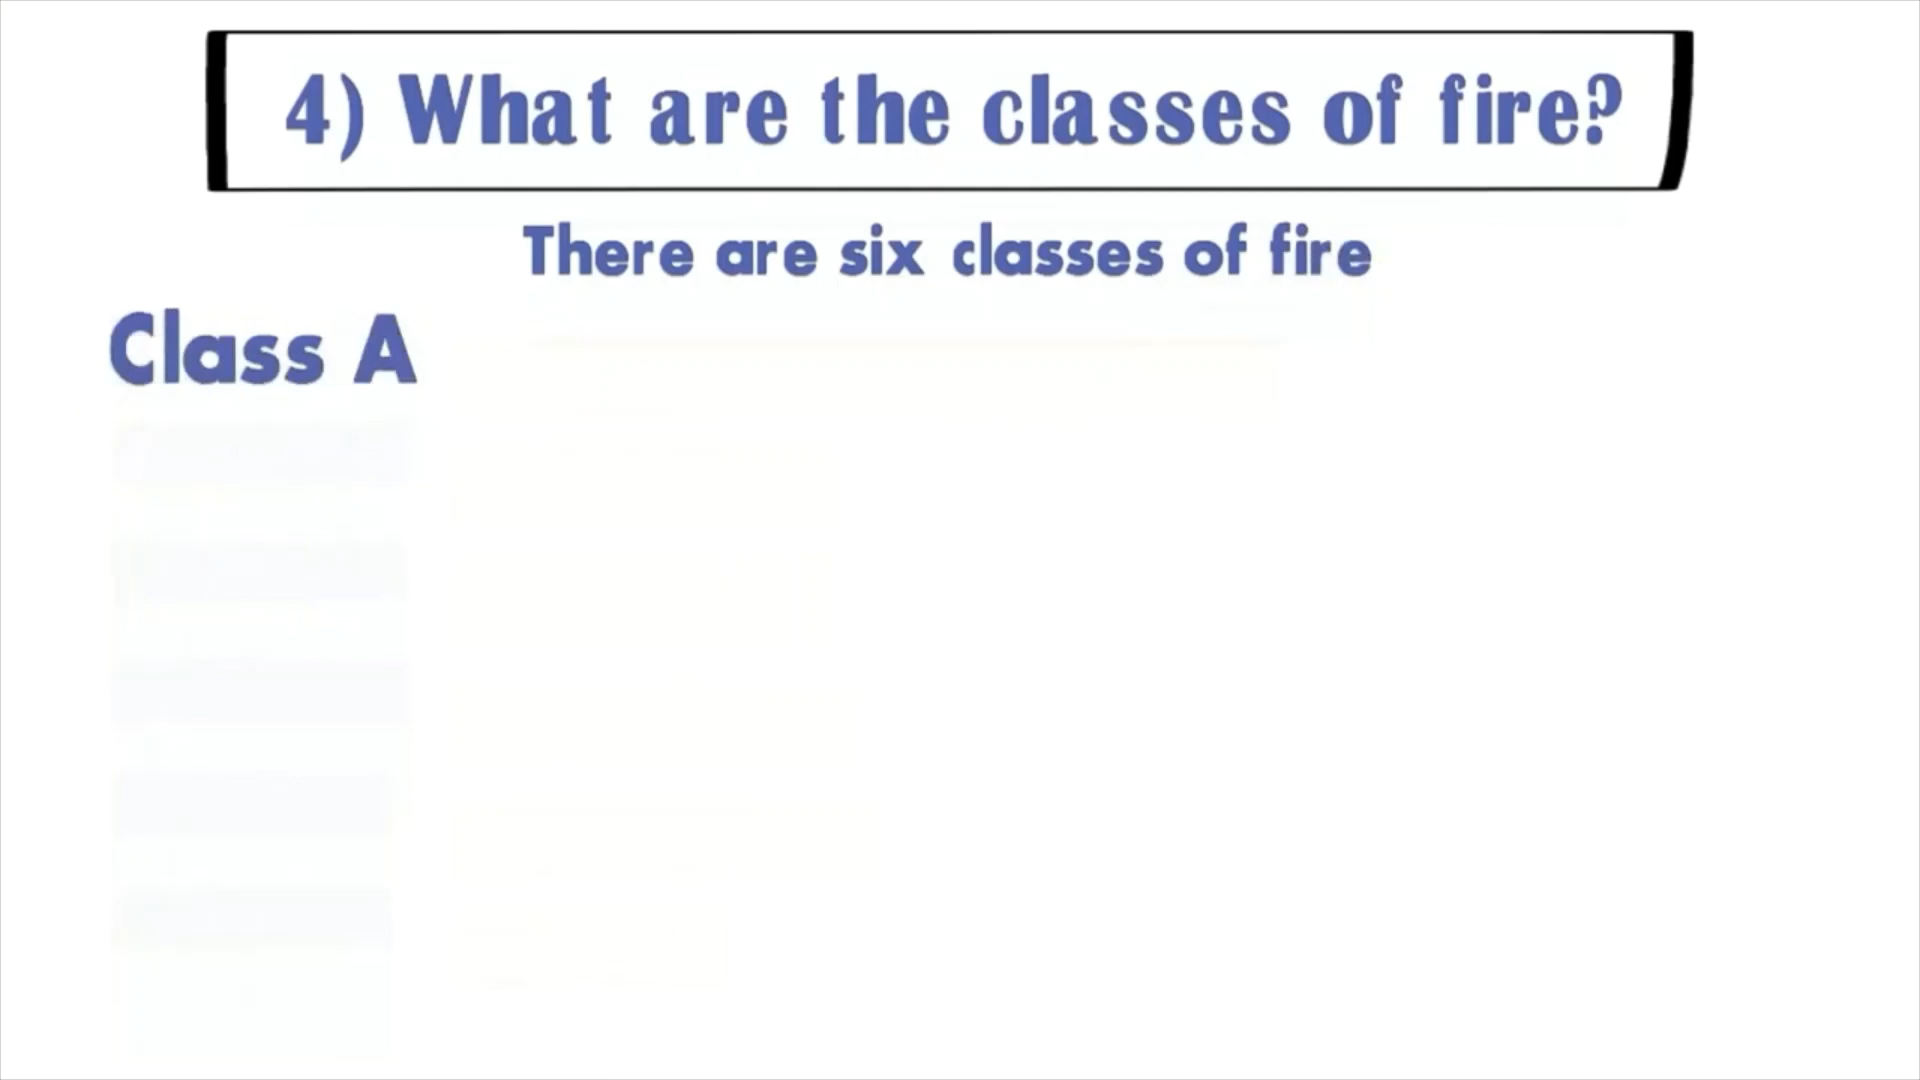 4) What are the classes of fire?
There are six classes of fire
Class A